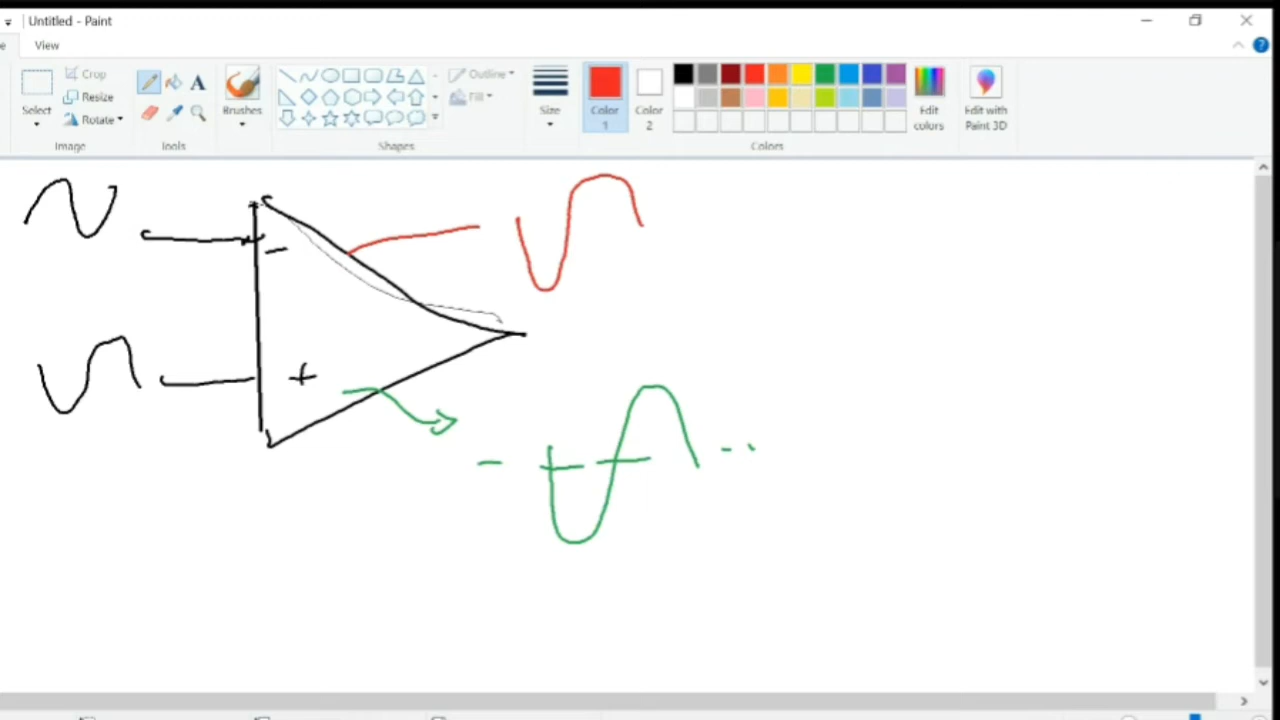 Untitled - Paint
e View
Select
Crop
Resize
Rotate
Image
A
Tools
Brushes
Shapes
Outline
Fill
Size
Color 1
Color 2
Colors
Edit colors
Edit with Paint 3D
?
-
+